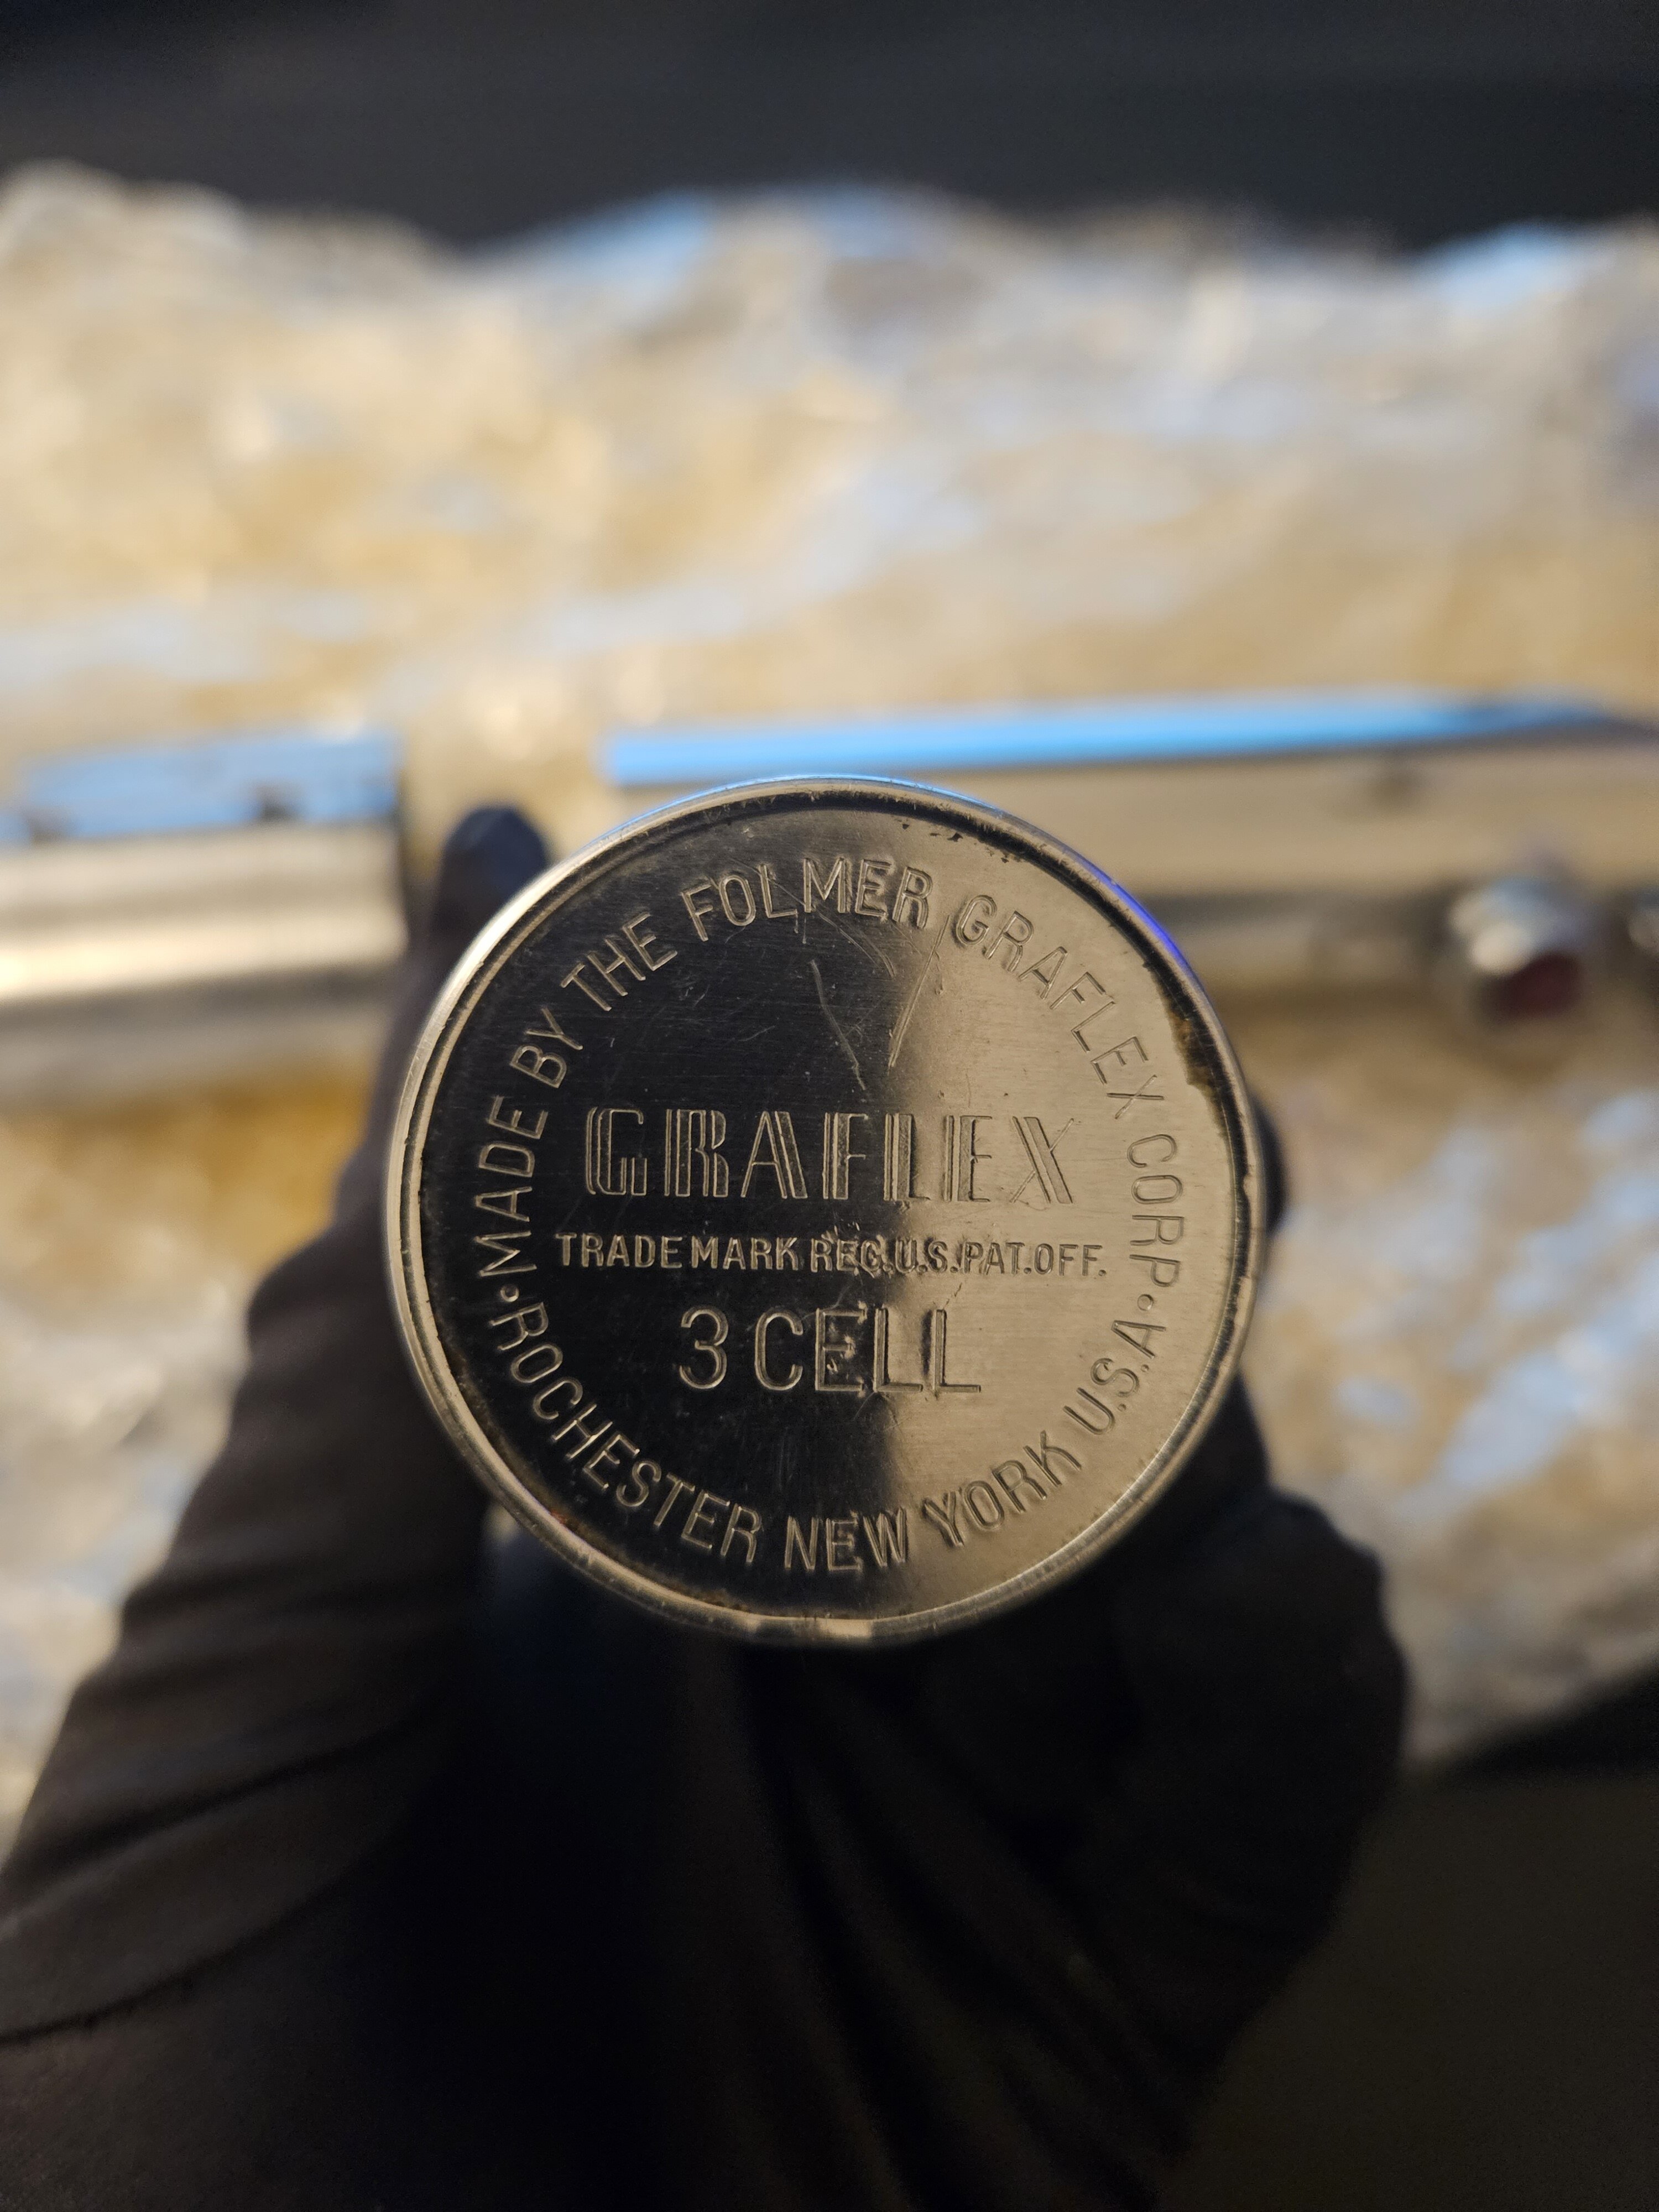 •MADE BY THE FOLMER GRAFLEX CORP•
GRAFLEX
TRADE MARK REG.U.S.PAT.OFF.
3 CELL
ROCHESTER NEW YORK U.S.A